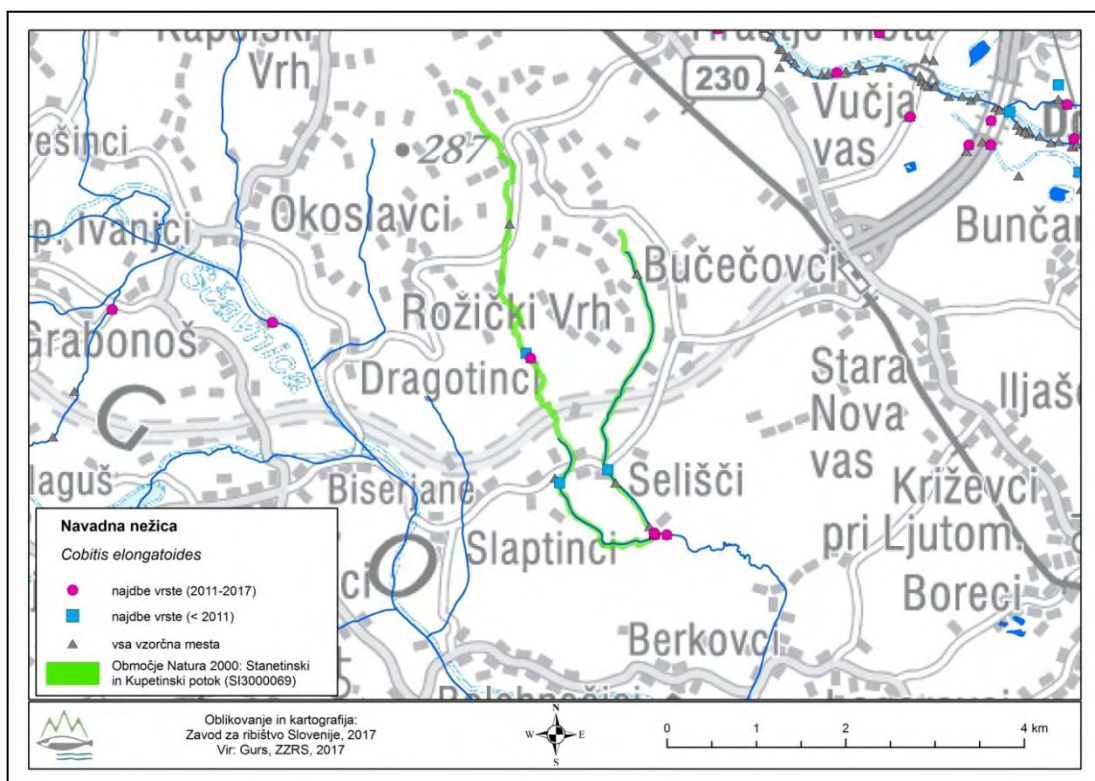 Vrh
287
230
Vučja
vas
Okoslavci
Ivanjci
Ščavnica
Bučečovci
Rožički Vrh
Grabonoš
Dragotinci
Stara
Nova
vas
Selišči
Biserjane
Križevci
pri Ljutom.
Slaptinci
Boreci
Berkovci
C
O
Navadna nežica
Cobitis elongatoides
najdbe vrste (2011-2017)
najdbe vrste (< 2011)
vsa vzorčna mesta
Območje Natura 2000: Stanetinski
in Kupetinski potok (SI3000069)
Oblikovanje in kartografija:
Zavod za ribištvo Slovenije, 2017
Vir: Gurs, ZZRS, 2017
N
W
E
S
0 1 2 4 km